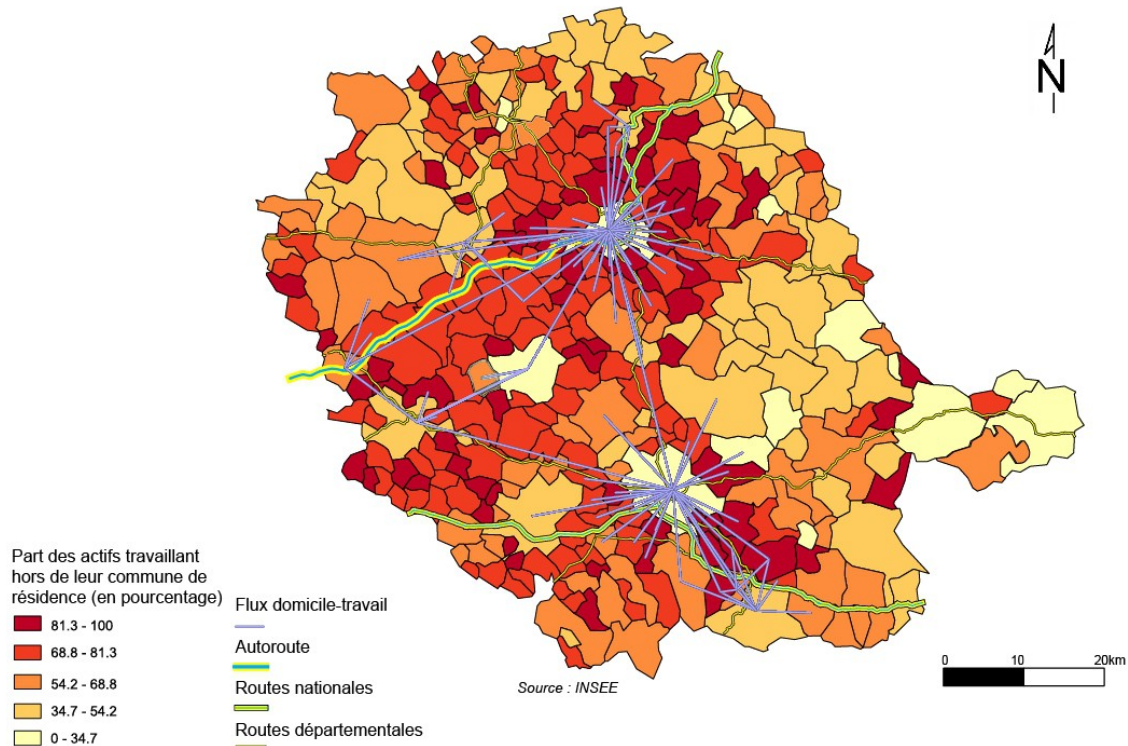 N
Part des actifs travaillant
hors de leur commune de
résidence (en pourcentage)
81.3 - 100
68.8 - 81.3
54.2 - 68.8
34.7 - 54.2
0 - 34.7
Flux domicile-travail
Autoroute
Routes nationales
Routes départementales
Source : INSEE
0 10 20km